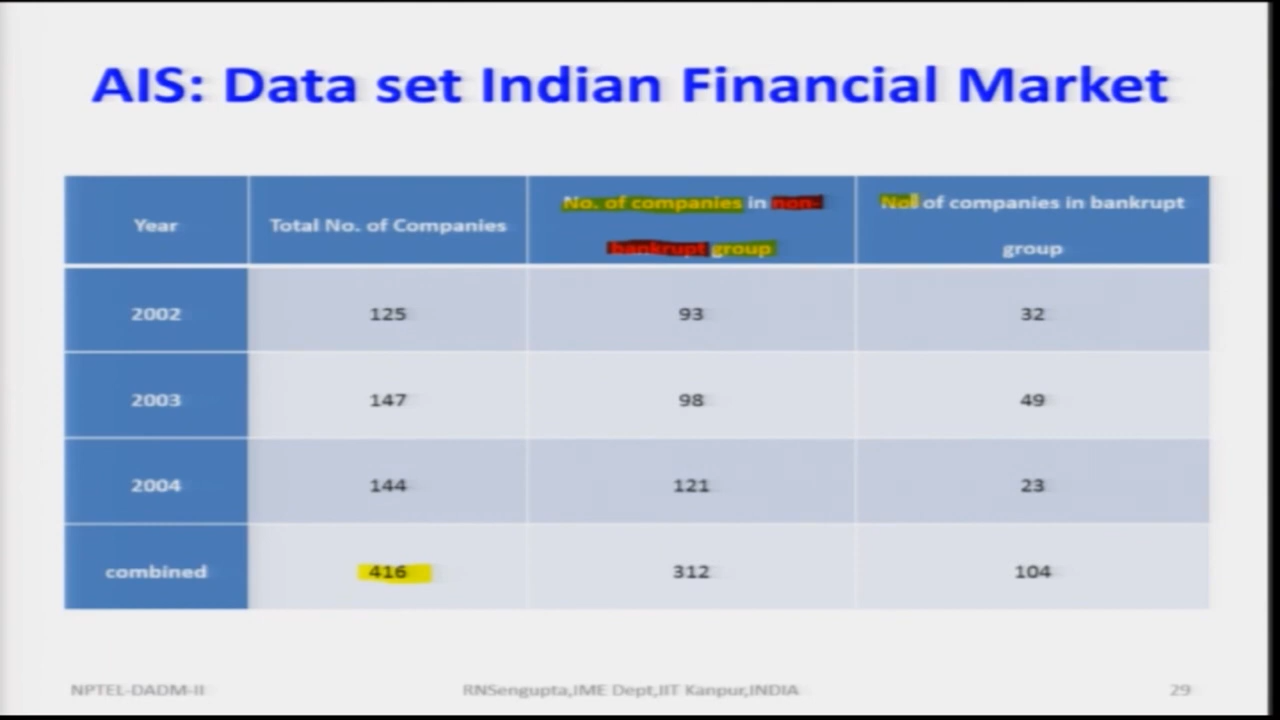 AIS: Data set Indian Financial Market
Year
Total No. of Companies
No. of companies in non-
bankrupt group
No. of companies in bankrupt
group
2002 125 93 32
2003 147 98 49
2004 144 121 23
combined 416 312 104
NPTEL-DADM-II RNSengupta,IME Dept,IIT Kanpur,INDIA 29